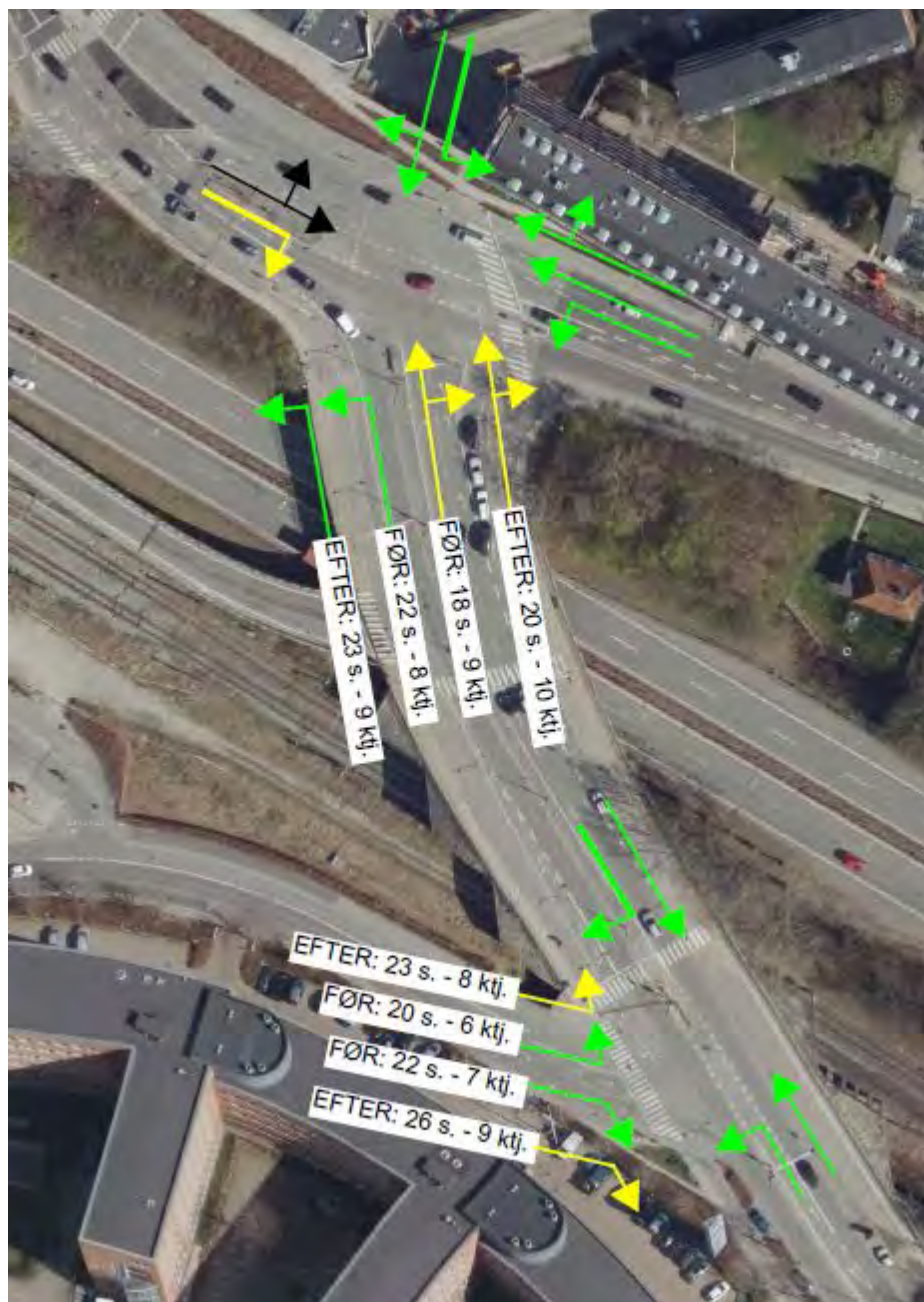 EFTER: 23 s. - 9 ktj.
FØR: 22 s. - 8 ktj.
FØR: 18 s. - 9 ktj.
EFTER: 20 s. - 10 ktj.
EFTER: 23 s. - 8 ktj.
FØR: 20 s. - 6 ktj.
FØR: 22 s. - 7 ktj.
EFTER: 26 s. - 9 ktj.